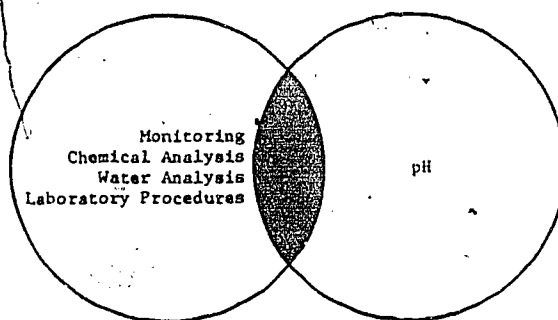 Monitoring
Chemical Analysis
Water Analysis
Laboratory Procedures
pH